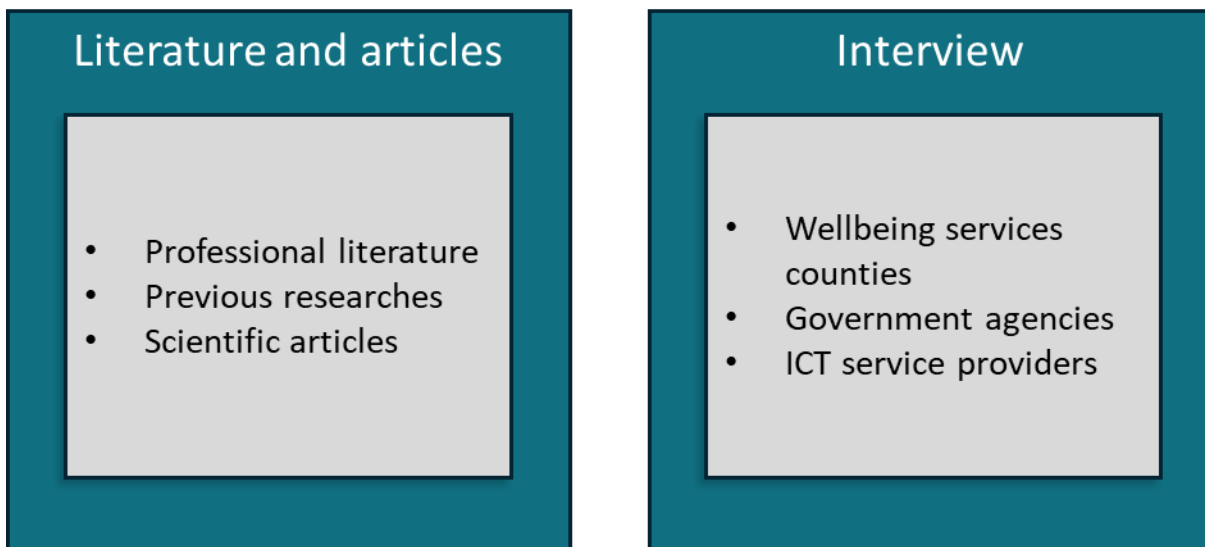 Literature and articles
• Professional literature
• Previous researches
• Scientific articles
Interview
• Wellbeing services
counties
• Government agencies
• ICT service providers